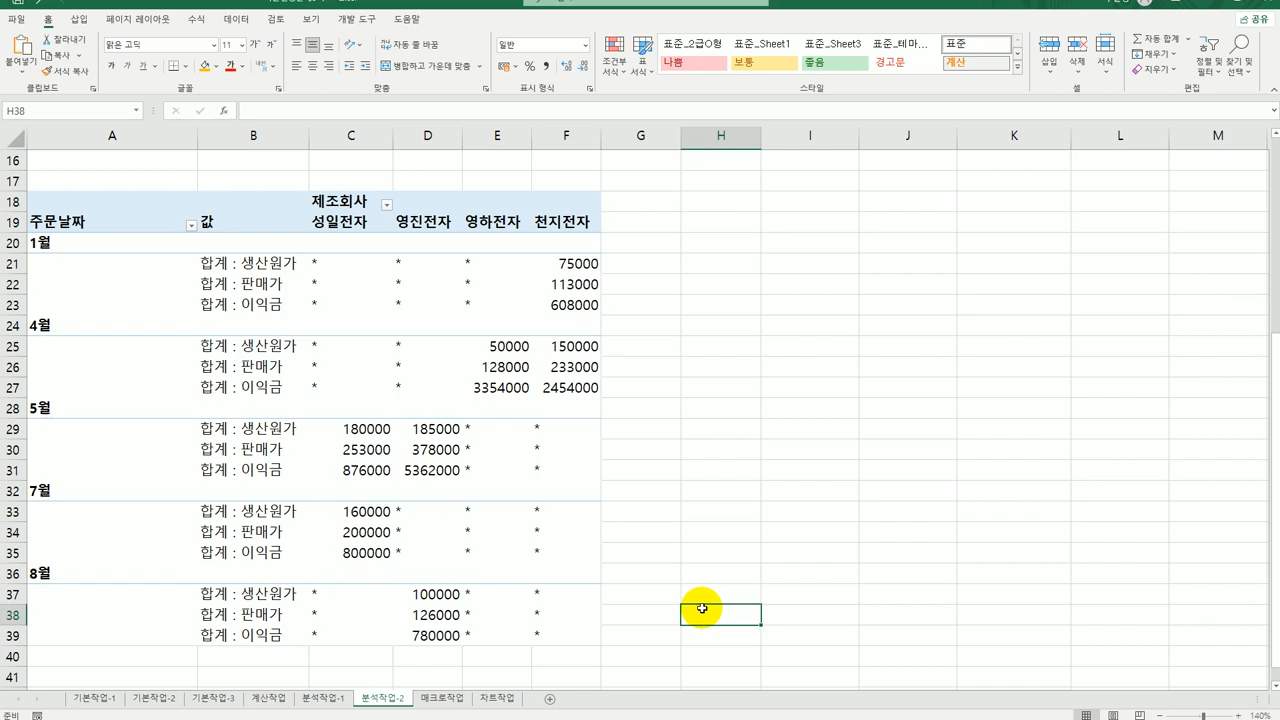 파일 홈 삽입 페이지 레이아웃 수식 데이터 검토 보기 개발 도구 도움말
공유
붙여넣기
잘라내기
복사
서식 복사
클립보드
맑은 고딕 11
가 가 가
글꼴
자동 줄 바꿈
병합하고 가운데 맞춤
맞춤
일반
%
표시 형식
조건부 서식
표 서식
표준_2급O형 표준_Sheet1 표준_Sheet3 표준_테마... 표준
나쁨 보통 좋음 경고문 계산
스타일
삽입 삭제 서식
셀
자동 합계
채우기
지우기
정렬 및 필터
찾기 및 선택
편집
H38 fx
A B C D E F G H I J K L M
16
17
18 제조회사
19 주문날짜 값 성일전자 영진전자 영하전자 천지전자
20 1월
21 합계 : 생산원가 * * * 75000
22 합계 : 판매가 * * * 113000
23 합계 : 이익금 * * * 608000
24 4월
25 합계 : 생산원가 * * 50000 150000
26 합계 : 판매가 * * 128000 233000
27 합계 : 이익금 * * 3354000 2454000
28 5월
29 합계 : 생산원가 180000 185000 * *
30 합계 : 판매가 253000 378000 * *
31 합계 : 이익금 876000 5362000 * *
32 7월
33 합계 : 생산원가 160000 * * *
34 합계 : 판매가 200000 * * *
35 합계 : 이익금 800000 * * *
36 8월
37 합계 : 생산원가 * 100000 * *
38 합계 : 판매가 * 126000 * *
39 합계 : 이익금 * 780000 * *
40
41
기본작업-1 기본작업-2 기본작업-3 계산작업 분석작업-1 분석작업-2 매크로작업 차트작업
준비 140%